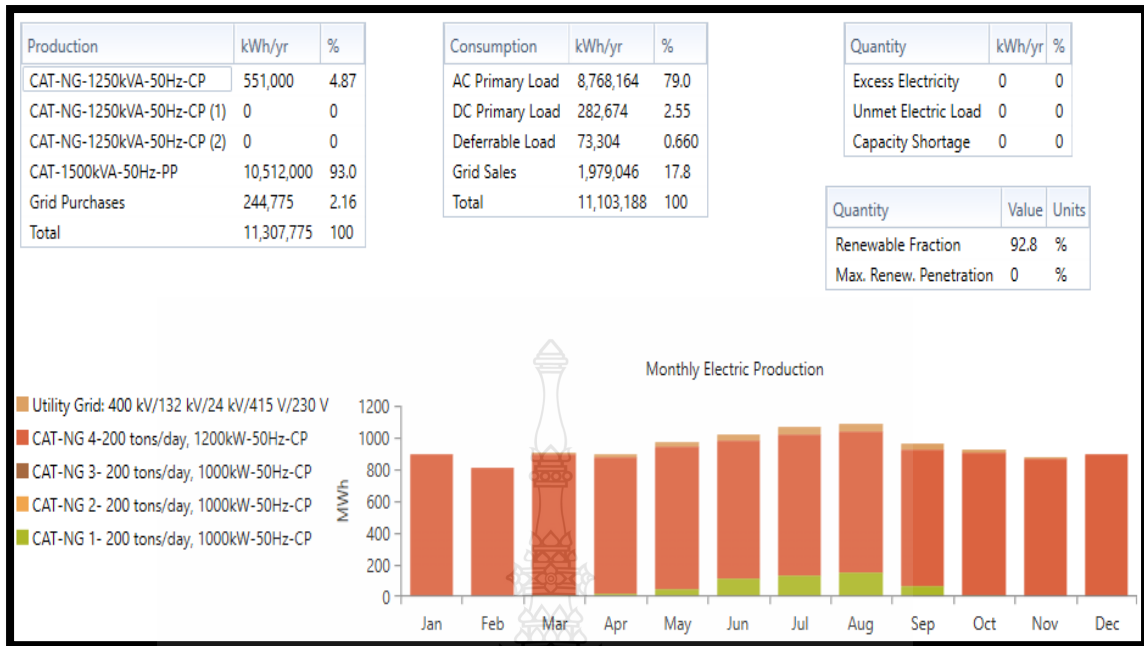 Production kWh/yr %
CAT-NG-1250kVA-50Hz-CP 551,000 4.87
CAT-NG-1250kVA-50Hz-CP (1) 0 0
CAT-NG-1250kVA-50Hz-CP (2) 0 0
CAT-1500kVA-50Hz-PP 10,512,000 93.0
Grid Purchases 244,775 2.16
Total 11,307,775 100
Consumption kWh/yr %
AC Primary Load 8,768,164 79.0
DC Primary Load 282,674 2.55
Deferrable Load 73,304 0.660
Grid Sales 1,979,046 17.8
Total 11,103,188 100
Quantity kWh/yr %
Excess Electricity 0 0
Unmet Electric Load 0 0
Capacity Shortage 0 0
Quantity Value Units
Renewable Fraction 92.8 %
Max. Renew. Penetration 0 %
Monthly Electric Production
Utility Grid: 400 kV/132 kV/24 kV/415 V/230 V
CAT-NG 4-200 tons/day, 1200kW-50Hz-CP
CAT-NG 3- 200 tons/day, 1000kW-50Hz-CP
CAT-NG 2- 200 tons/day, 1000kW-50Hz-CP
CAT-NG 1- 200 tons/day, 1000kW-50Hz-CP
MWh
1200
1000
800
600
400
200
0
Jan Feb Mar Apr May Jun Jul Aug Sep Oct Nov Dec